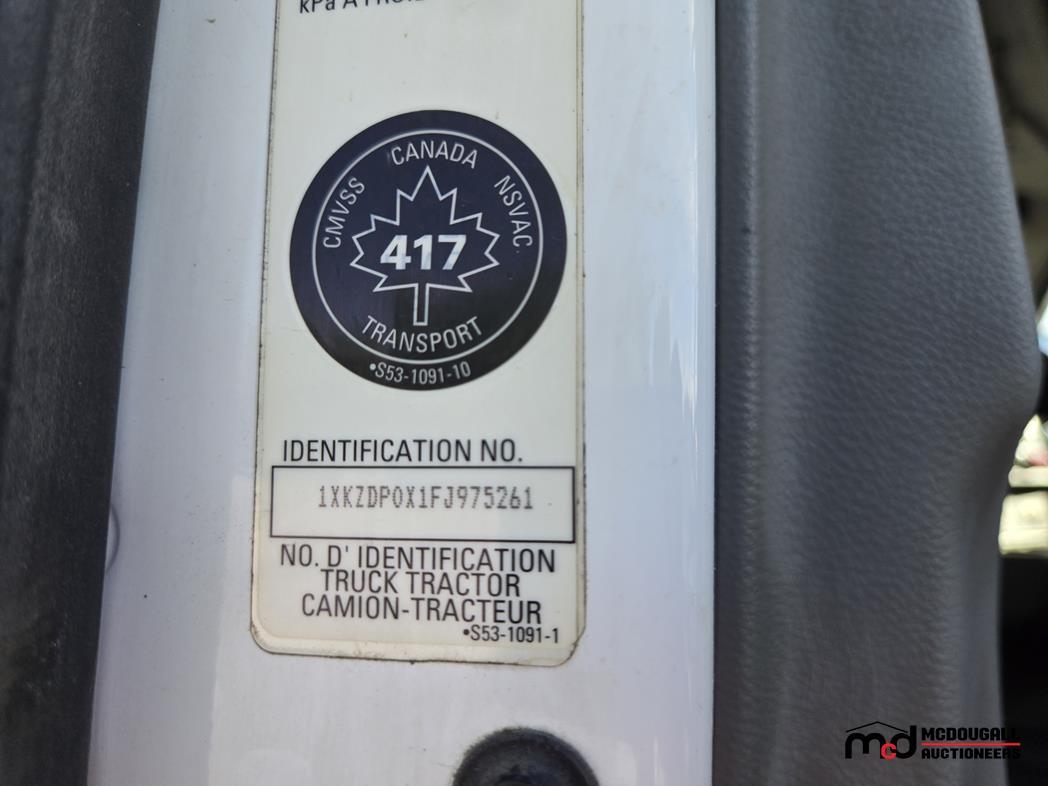 CANADA
CMVSS
NSVAC
417
TRANSPORT
•S53-1091-10
IDENTIFICATION NO.
1XKZDP0X1FJ975261
NO. D' IDENTIFICATION
TRUCK TRACTOR
CAMION-TRACTEUR
•S53-1091-1
mcd MCDOUGALL
AUCTIONEERS